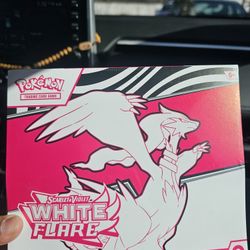 POKÉMON
TRADING CARD GAME
SCARLET & VIOLET
WHITE
FLARE